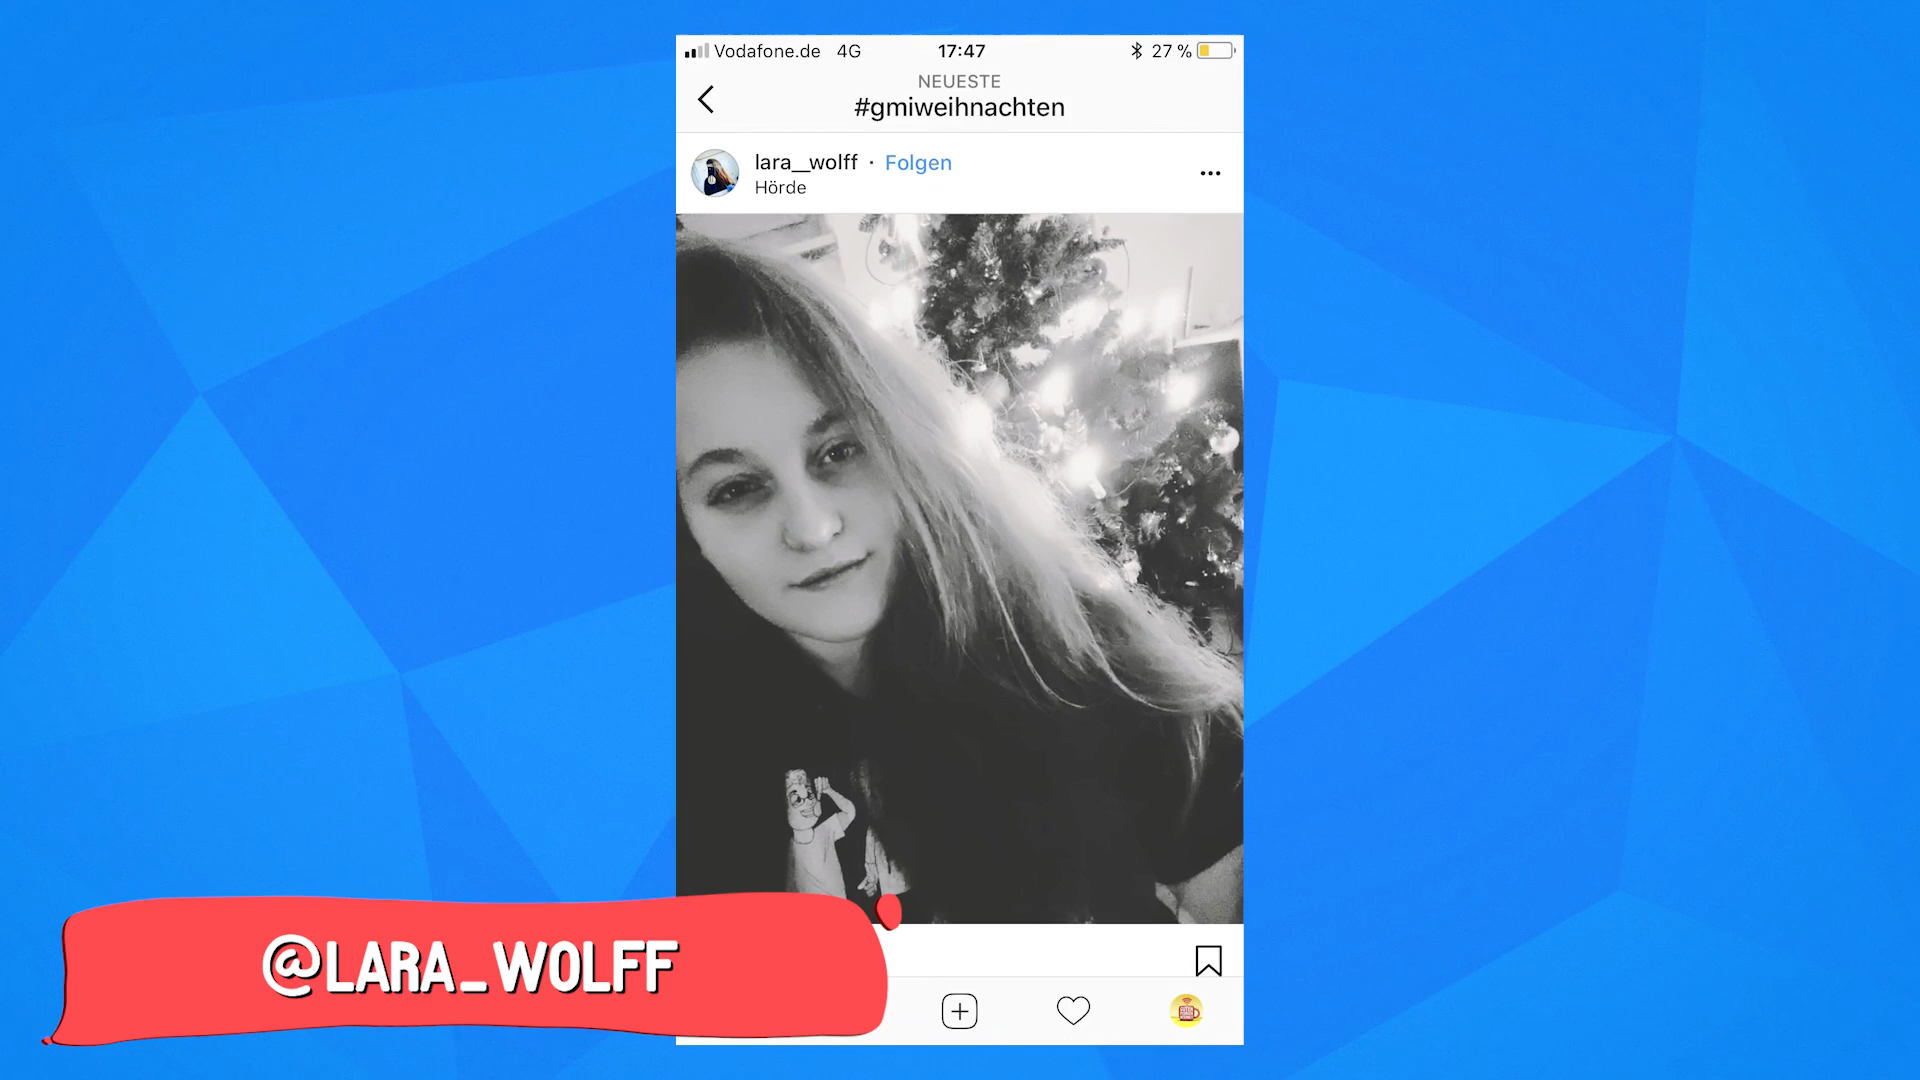 Vodafone.de 4G 17:47 27 %
NEUESTE
#gmiweihnachten
lara__wolff · Folgen
Hörde
@LARA_WOLFF